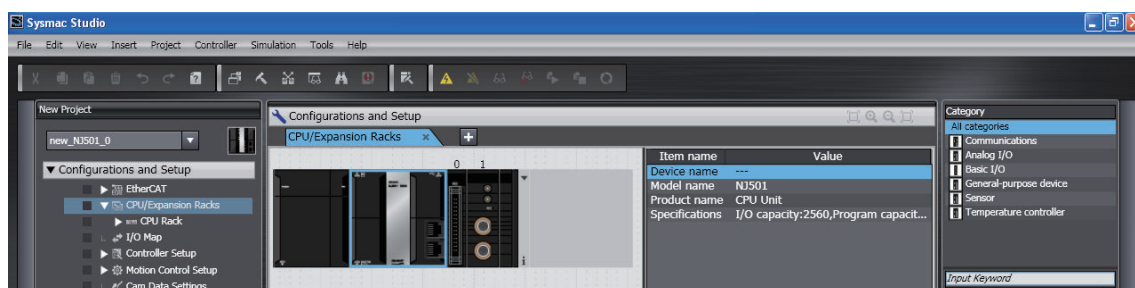 Sysmac Studio
File Edit View Insert Project Controller Simulation Tools Help
New Project
new_NJ501_0
Configurations and Setup
EtherCAT
CPU/Expansion Racks
CPU Rack
I/O Map
Controller Setup
Motion Control Setup
Cam Data Settings
Configurations and Setup
CPU/Expansion Racks
0 1
Item name Value
Device name ---
Model name NJ501
Product name CPU Unit
Specifications I/O capacity:2560,Program capacit...
Category
All categories
Communications
Analog I/O
Basic I/O
General-purpose device
Sensor
Temperature controller
Input Keyword